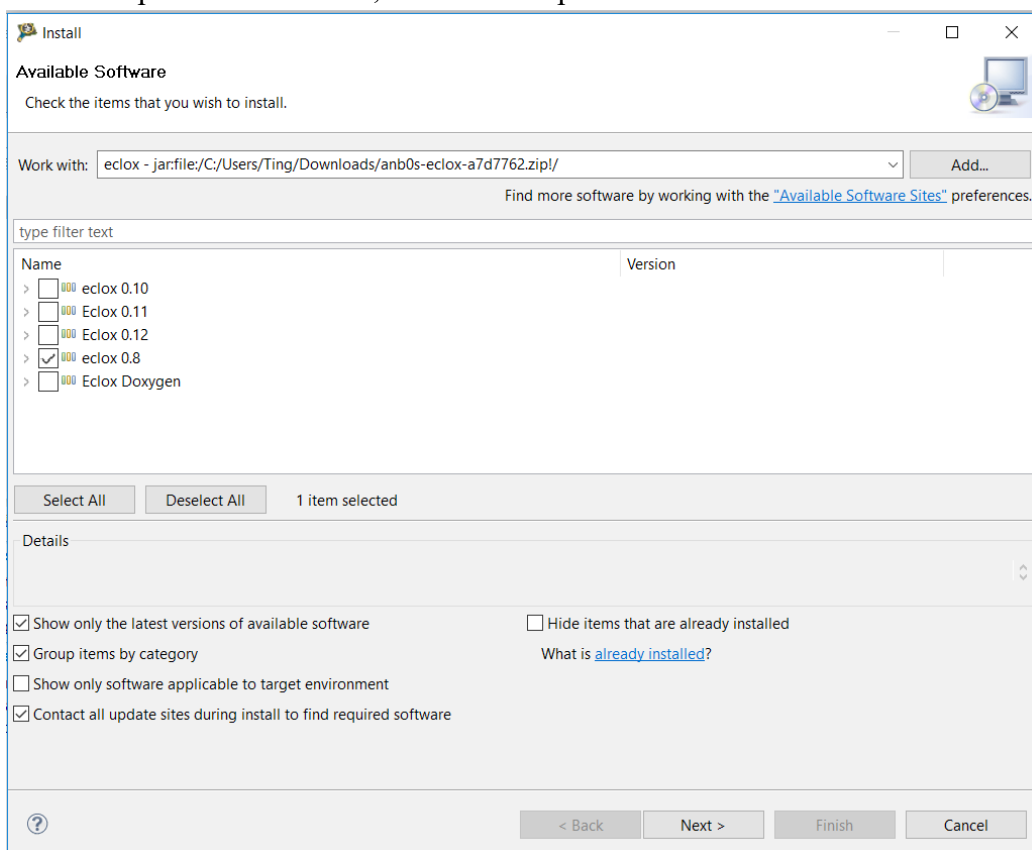 Install
Available Software
Check the items that you wish to install.
Work with: eclox - jar:file:/C:/Users/Ting/Downloads/anb0s-eclox-a7d7762.zip!/ Add...
Find more software by working with the "Available Software Sites" preferences.
type filter text
Name Version
eclox 0.10
Eclox 0.11
Eclox 0.12
eclox 0.8
Eclox Doxygen
Select All Deselect All 1 item selected
Details
Show only the latest versions of available software Hide items that are already installed
Group items by category What is already installed?
Show only software applicable to target environment
Contact all update sites during install to find required software
< Back Next > Finish Cancel